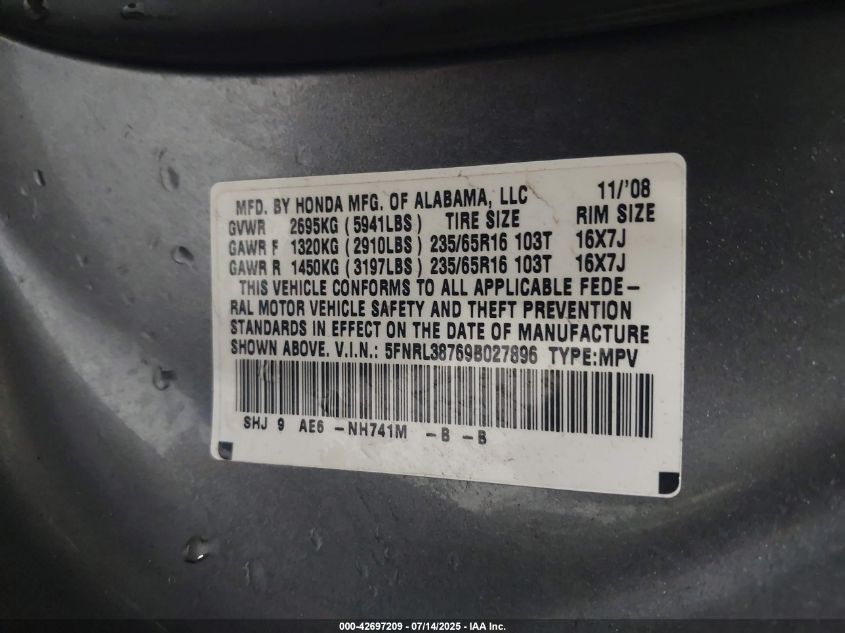 MFD. BY HONDA MFG. OF ALABAMA, LLC 11/'08
GVWR 2695KG (5941LBS) TIRE SIZE RIM SIZE
GAWR F 1320KG (2910LBS) 235/65R16 103T 16X7J
GAWR R 1450KG (3197LBS) 235/65R16 103T 16X7J
THIS VEHICLE CONFORMS TO ALL APPLICABLE FEDE-
RAL MOTOR VEHICLE SAFETY AND THEFT PREVENTION
STANDARDS IN EFFECT ON THE DATE OF MANUFACTURE
SHOWN ABOVE. V.I.N.: 5FNRL38769B027896 TYPE:MPV
SHJ 9 AE6 -NH741M -B -B
000-42697209 - 07/14/2025 - IAA Inc.